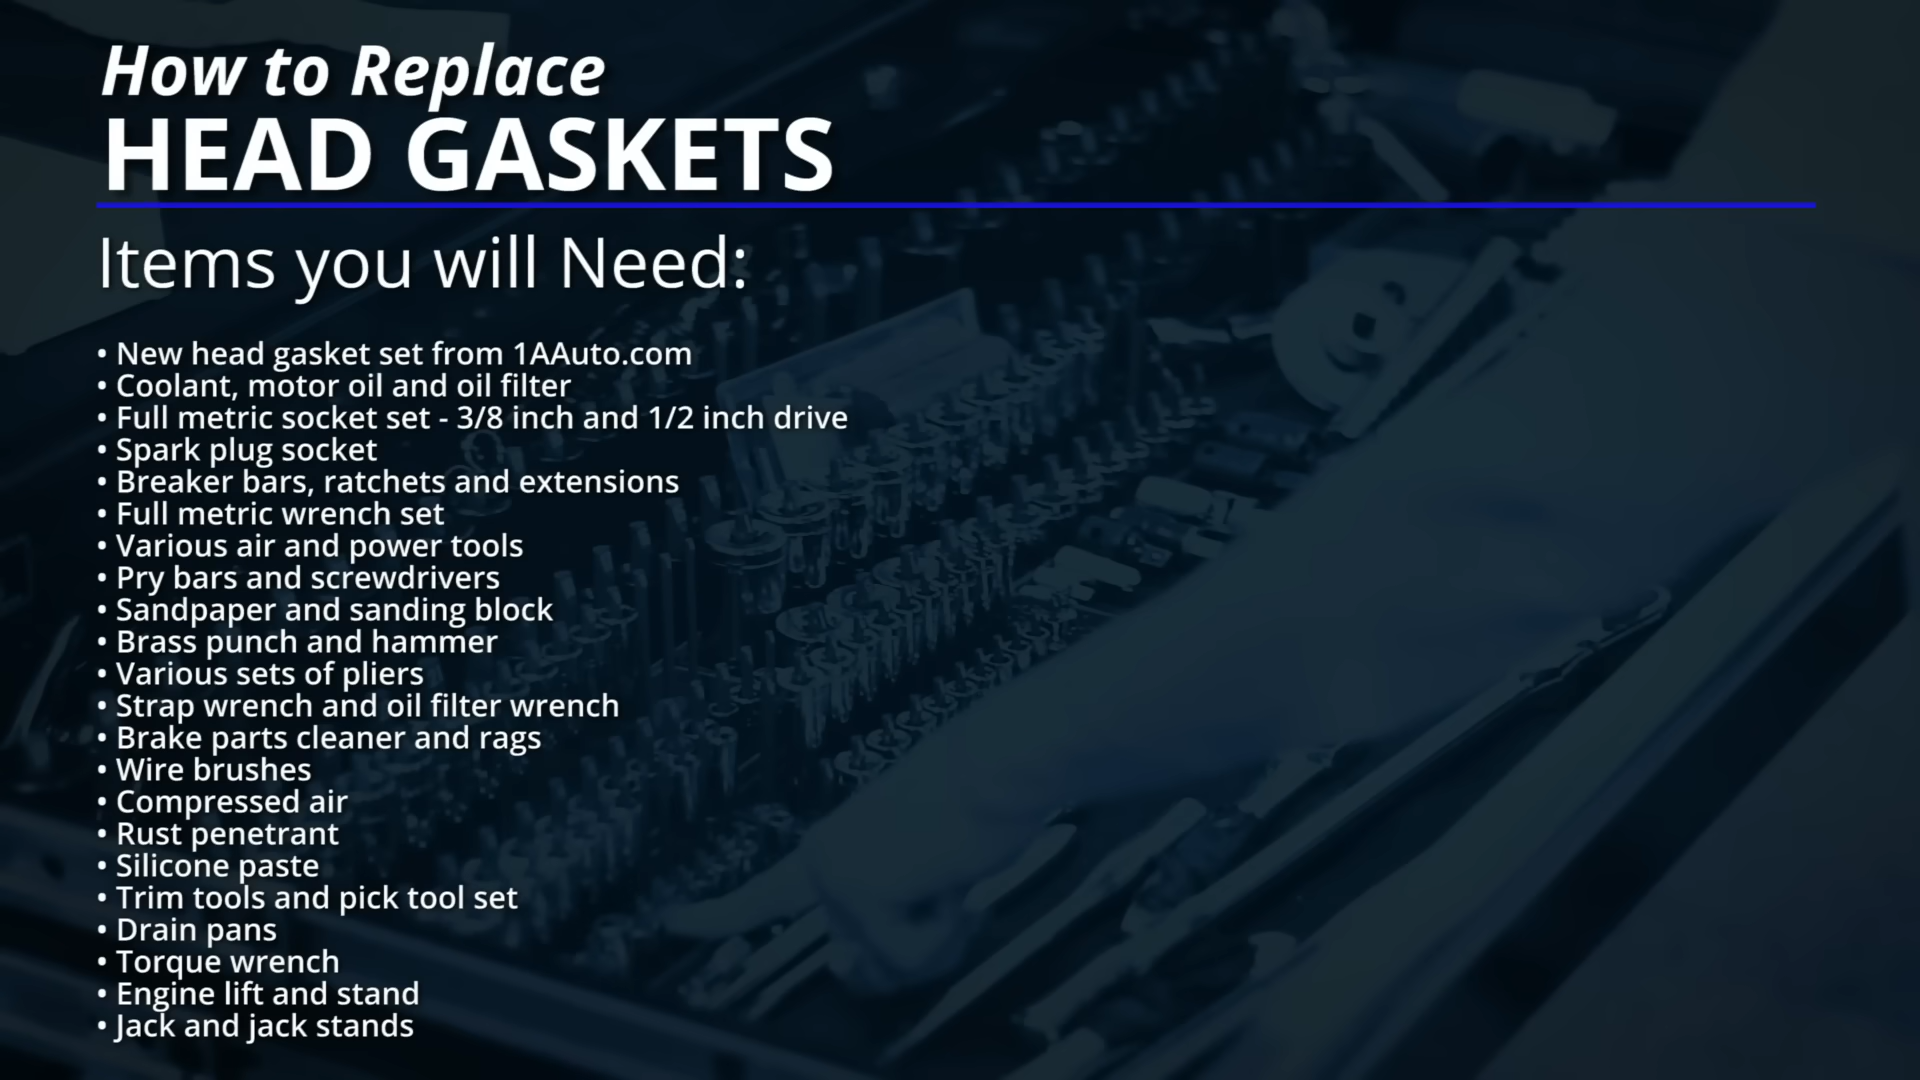 How to Replace
HEAD GASKETS
Items you will Need:
• New head gasket set from 1AAuto.com
• Coolant, motor oil and oil filter
• Full metric socket set - 3/8 inch and 1/2 inch drive
• Spark plug socket
• Breaker bars, ratchets and extensions
• Full metric wrench set
• Various air and power tools
• Pry bars and screwdrivers
• Sandpaper and sanding block
• Brass punch and hammer
• Various sets of pliers
• Strap wrench and oil filter wrench
• Brake parts cleaner and rags
• Wire brushes
• Compressed air
• Rust penetrant
• Silicone paste
• Trim tools and pick tool set
• Drain pans
• Torque wrench
• Engine lift and stand
• Jack and jack stands